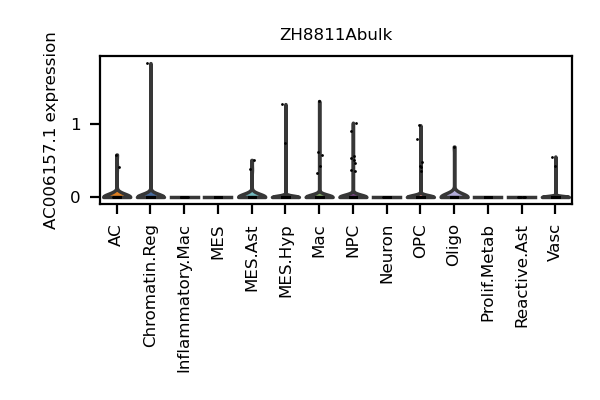 ZH8811Abulk
AC006157.1 expression
1
0
AC
Chromatin.Reg
Inflammatory.Mac
MES
MES.Ast
MES.Hyp
Mac
NPC
Neuron
OPC
Oligo
Prolif.Metab
Reactive.Ast
Vasc